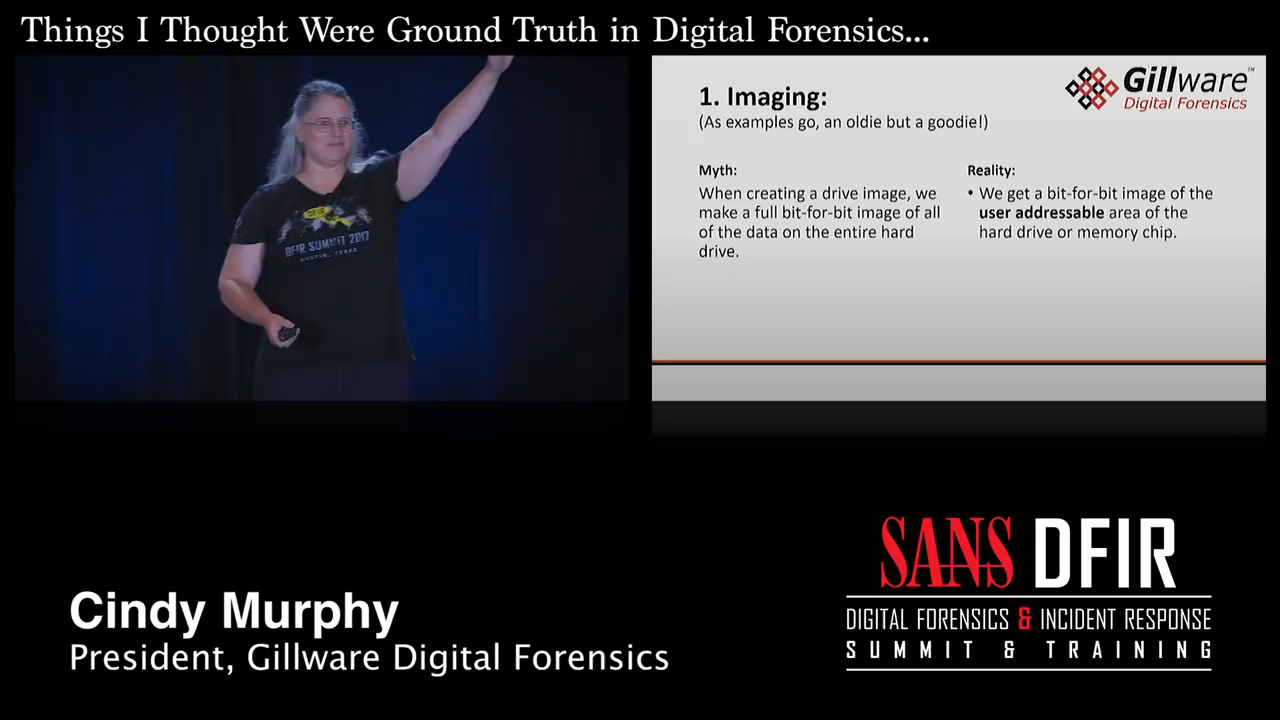 Things I Thought Were Ground Truth in Digital Forensics...
DFIR
DFIR SUMMIT 2017
AUSTIN, TEXAS
Gillware™
Digital Forensics
1. Imaging:
(As examples go, an oldie but a goodie!)
Myth:
When creating a drive image, we
make a full bit-for-bit image of all
of the data on the entire hard
drive.
Reality:
• We get a bit-for-bit image of the
user addressable area of the
hard drive or memory chip.
Cindy Murphy
President, Gillware Digital Forensics
SANS DFIR
DIGITAL FORENSICS & INCIDENT RESPONSE
SUMMIT & TRAINING